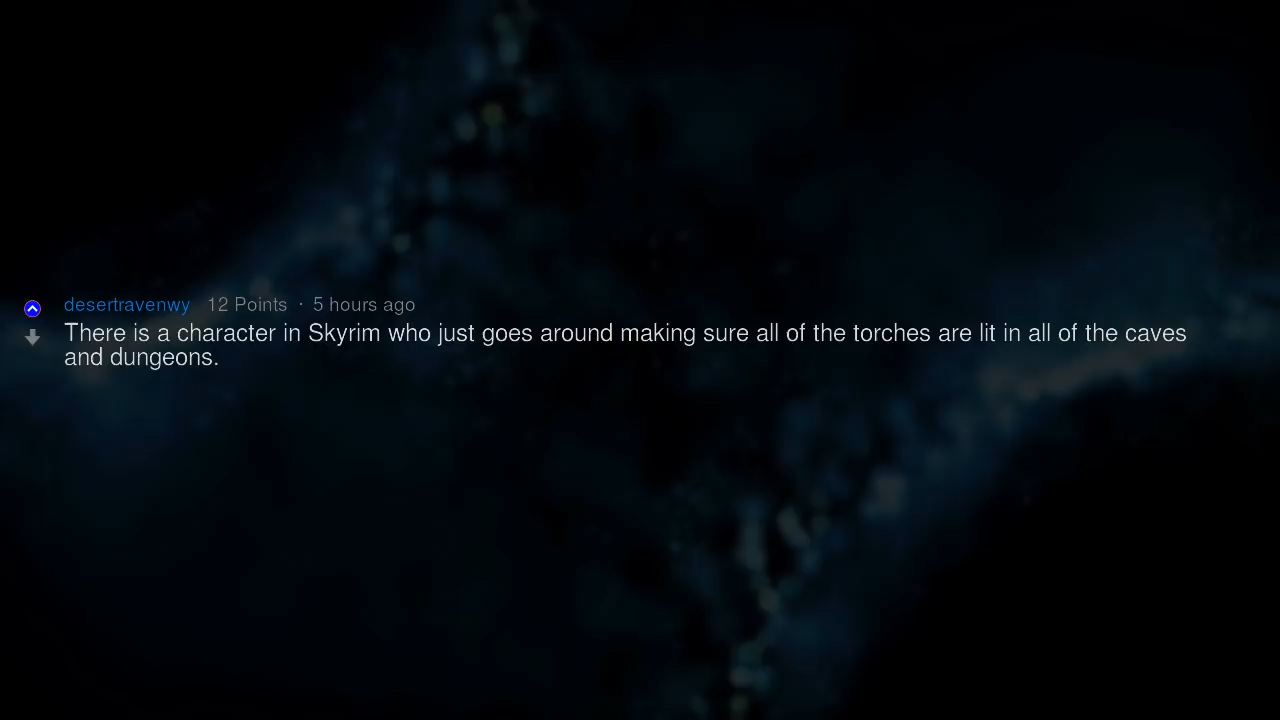 desertravenwy 12 Points · 5 hours ago
There is a character in Skyrim who just goes around making sure all of the torches are lit in all of the caves
and dungeons.